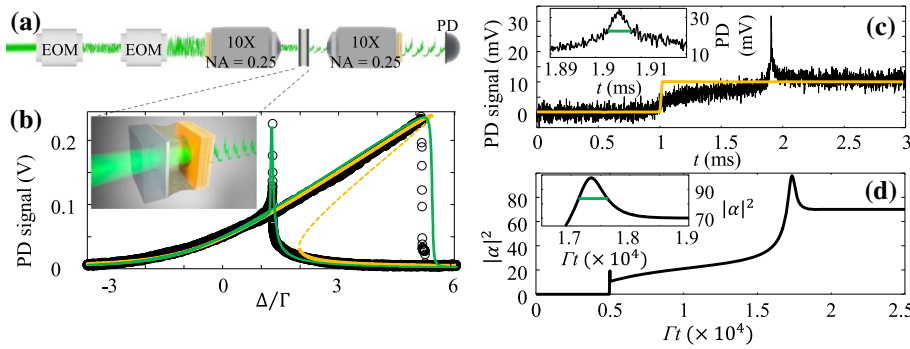 (a)
EOM
EOM
10X
NA = 0.25
10X
NA = 0.25
PD
(b)
PD signal (V)
0.2
0.1
0
-3
0
3
6
Δ/Γ
(c)
PD signal (mV)
30
20
10
0
0
0.5
1.0
1.5
2
2.5
3
t (ms)
1.89
1.9
1.91
t (ms)
30
15
PD
(mV)
(d)
|α|²
80
60
40
20
0
0
0.5
1
1.5
2
2.5
Γt (× 10⁴)
1.7
1.8
1.9
Γt (× 10⁴)
90
70
|α|²